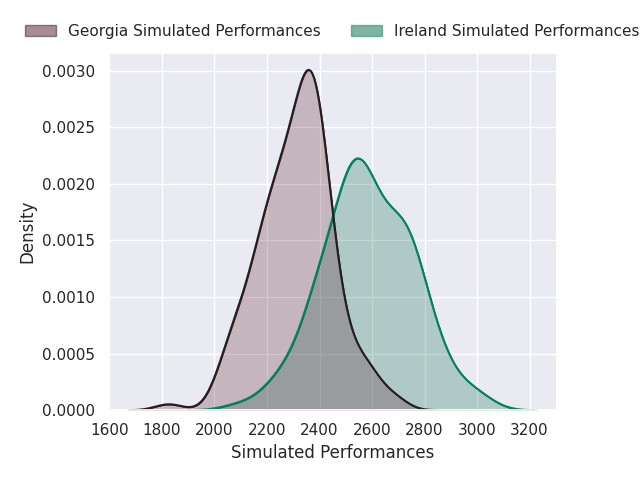 Georgia Simulated Performances Ireland Simulated Performances
0.0030
0.0025
0.0020
0.0015
0.0010
0.0005
0.0000
Density
1600 1800 2000 2200 2400 2600 2800 3000 3200
Simulated Performances